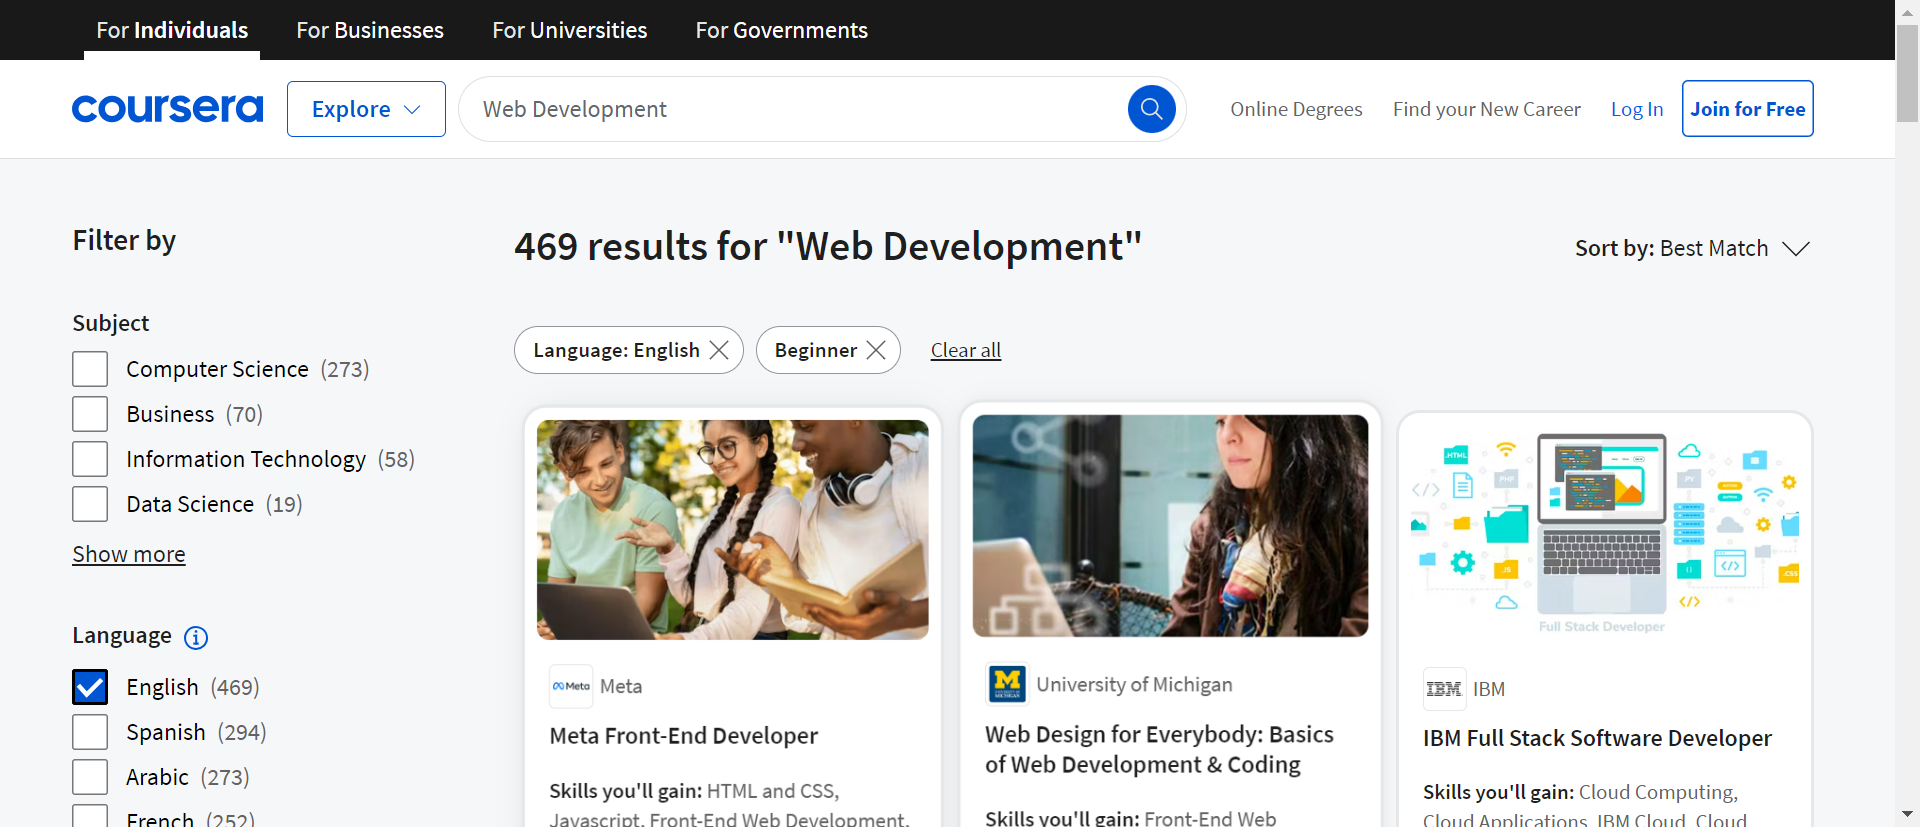 For Individuals
For Businesses
For Universities
For Governments
coursera
Explore
Web Development
Online Degrees
Find your New Career
Log In
Join for Free
Filter by
469 results for "Web Development"
Sort by: Best Match
Subject
Computer Science (273)
Business (70)
Information Technology (58)
Data Science (19)
Show more
Language
English (469)
Spanish (294)
Arabic (273)
French (252)
Language: English
Beginner
Clear all
Meta
Meta
Meta Front-End Developer
Skills you'll gain: HTML and CSS,
Javascript, Front-End Web Development,
M
University of Michigan
Web Design for Everybody: Basics
of Web Development & Coding
Skills you'll gain: Front-End Web
.HTML
PHP
.PY
</>
.JS
{}
</>
.CSS
</>
Full Stack Developer
IBM
IBM
IBM Full Stack Software Developer
Skills you'll gain: Cloud Computing,
Cloud Applications, IBM Cloud, Cloud